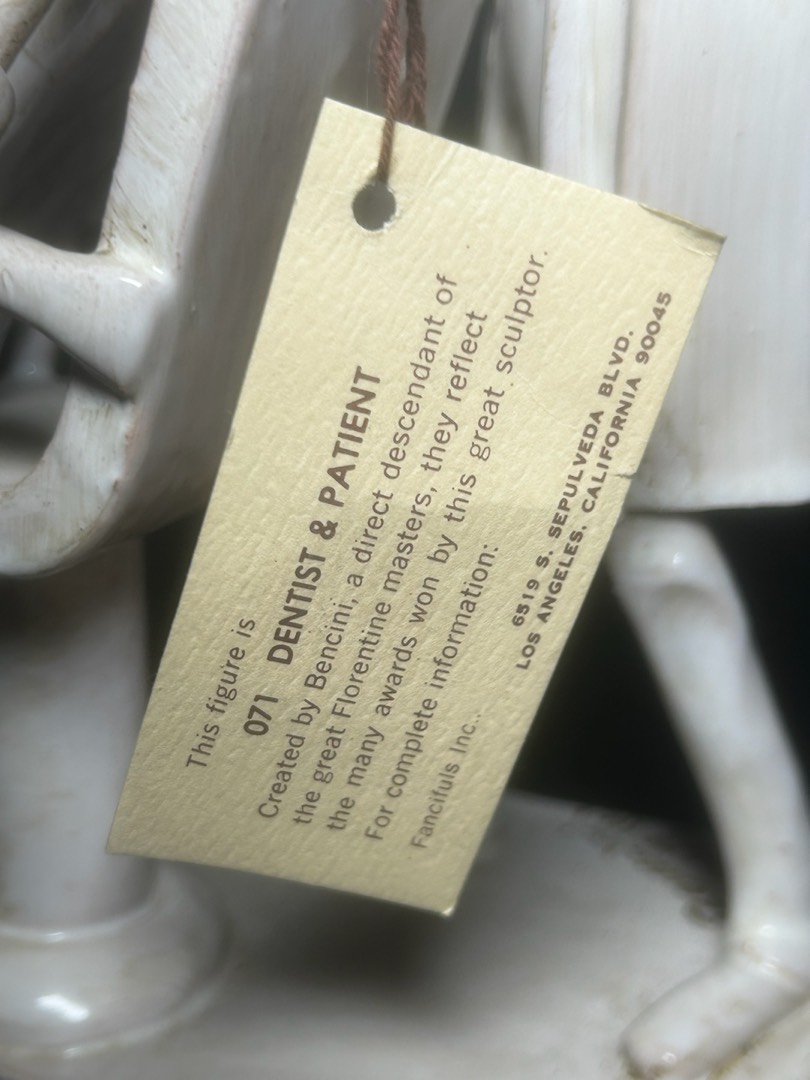 This figure is
071 DENTIST & PATIENT
Created by Bencini, a direct descendant of
the great Florentine masters, they reflect
the many awards won by this great sculptor.
For complete information:
Fancifuls Inc..
6519 S. SEPULVEDA BLVD.
LOS ANGELES, CALIFORNIA 90045